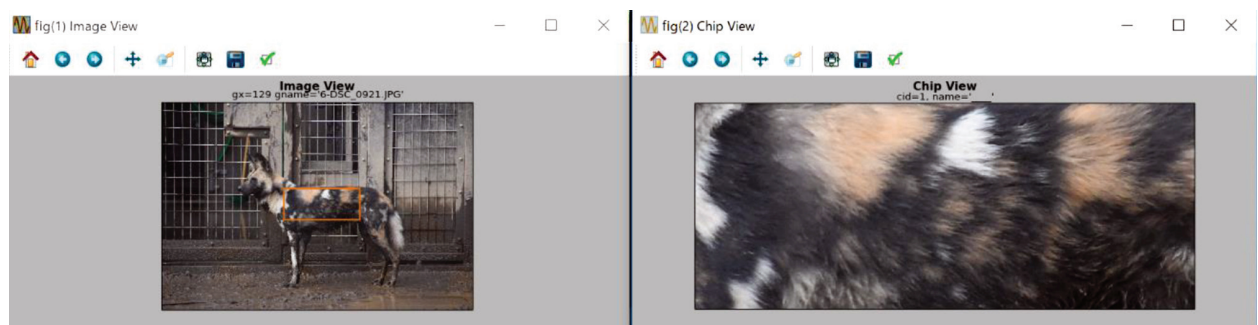 fig(1) Image View
Image View
gx=129 gname='6-DSC_0921.JPG'
fig(2) Chip View
Chip View
cid=1, name='____'